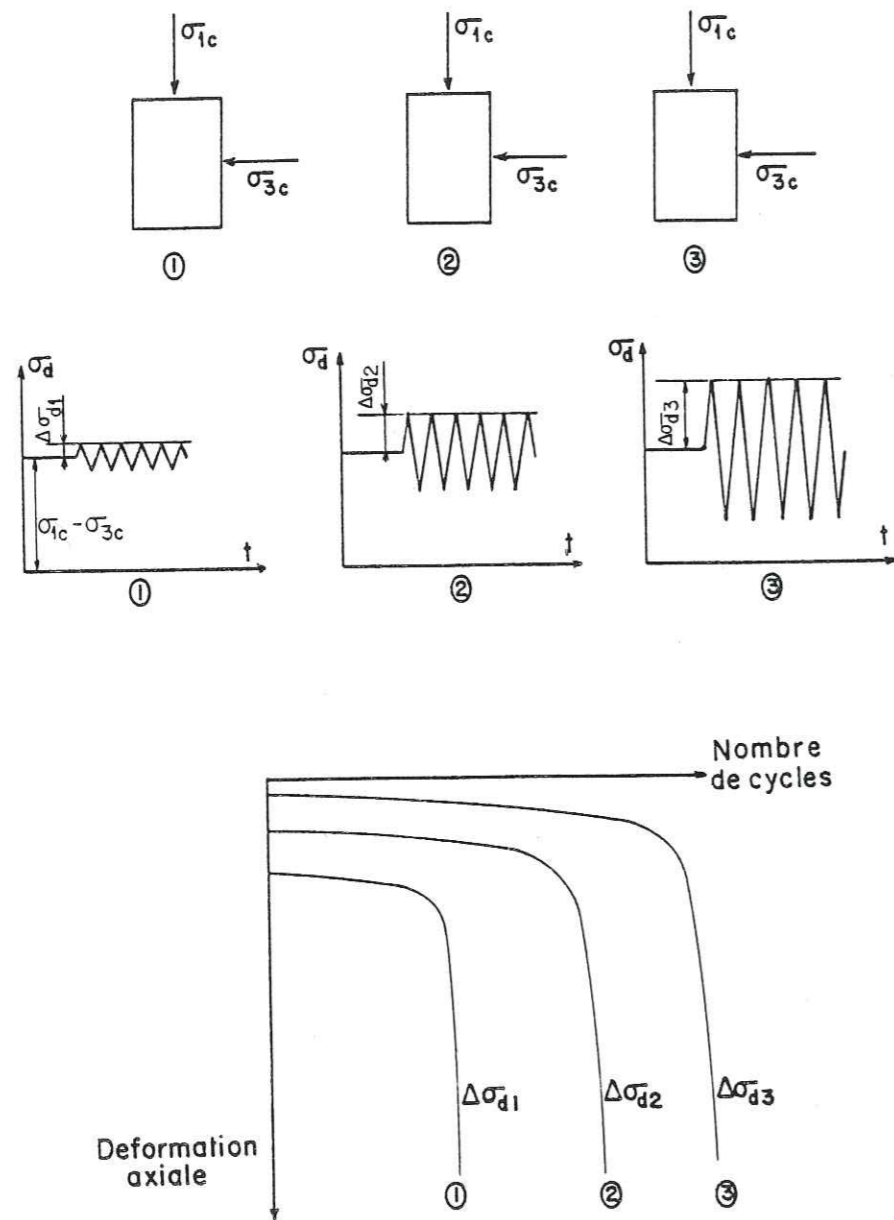 σ1c
σ1c
σ1c
σ3c
σ3c
σ3c
①
②
③
σd
Δσd1
σ1c-σ3c
t
①
σd
Δσd2
t
②
σd
Δσd3
t
③
Nombre
de cycles
Δσd1
Δσd2
Δσd3
Deformation
axiale
①
②
③